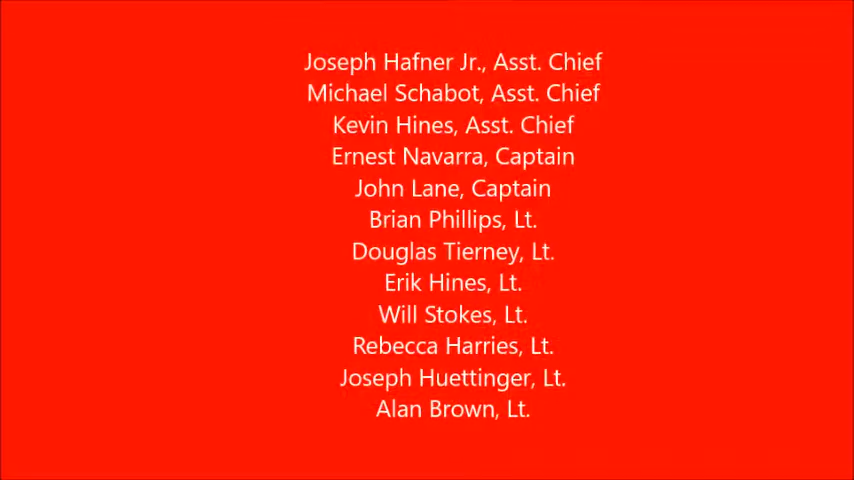 Joseph Hafner Jr., Asst. Chief
Michael Schabot, Asst. Chief
Kevin Hines, Asst. Chief
Ernest Navarra, Captain
John Lane, Captain
Brian Phillips, Lt.
Douglas Tierney, Lt.
Erik Hines, Lt.
Will Stokes, Lt.
Rebecca Harries, Lt.
Joseph Huettinger, Lt.
Alan Brown, Lt.